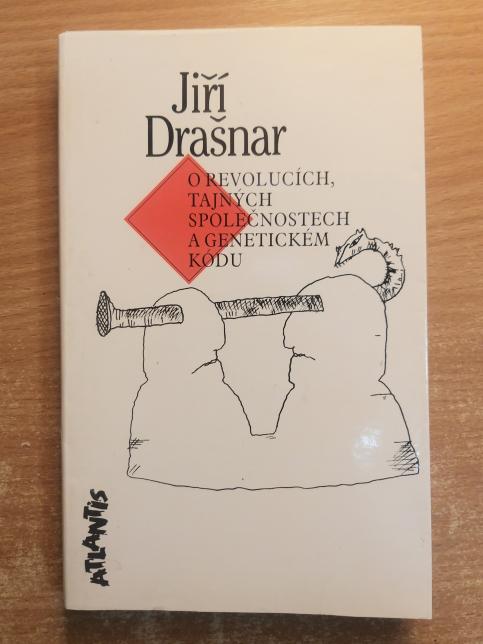 Jiří
Drašnar
O REVOLUCÍCH,
TAJNÝCH
SPOLEČNOSTECH
A GENETICKÉM
KÓDU
ATLANTIS